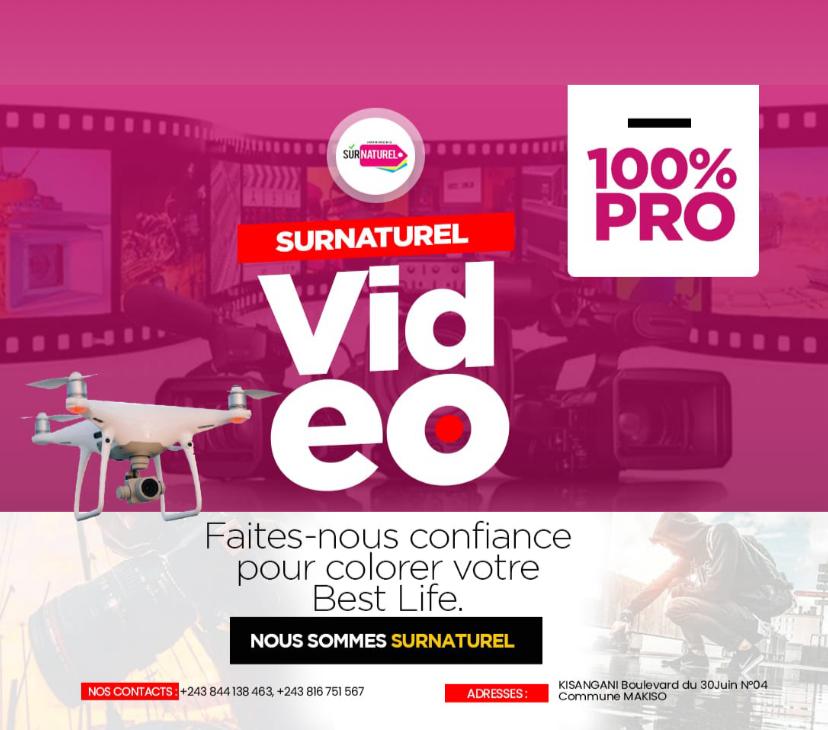 SURNATUREL
100%
PRO
SURNATUREL
Vid
eo
Faites-nous confiance
pour colorer votre
Best Life.
NOUS SOMMES SURNATUREL
NOS CONTACTS : +243 844 138 463, +243 816 751 567
ADRESSES :
KISANGANI Boulevard du 30Juin N°04
Commune MAKISO